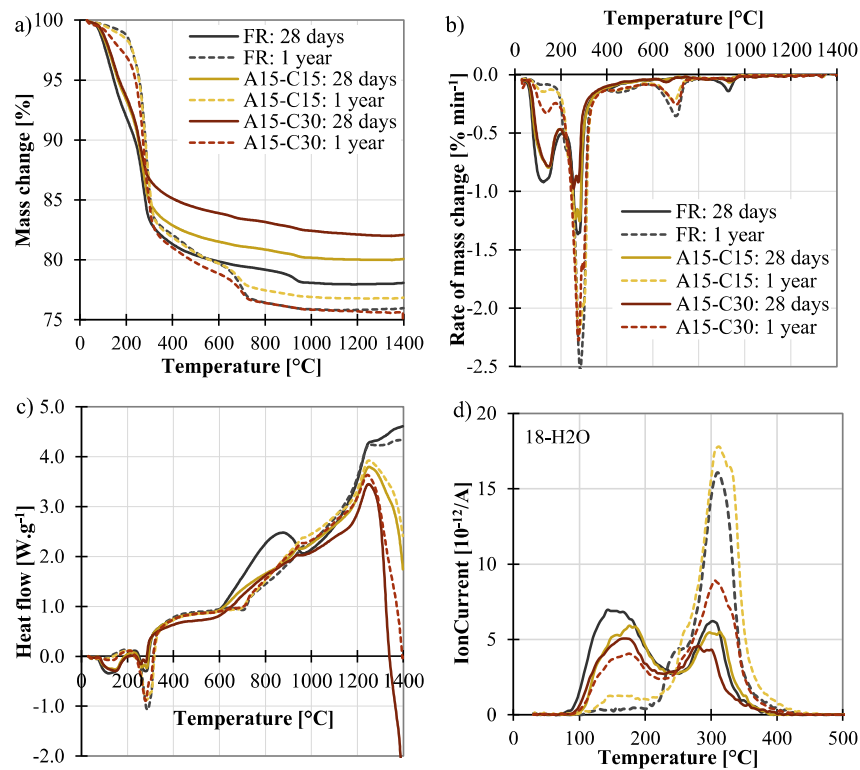 a)
100
95
90
85
80
75
Mass change [%]
FR: 28 days
FR: 1 year
A15-C15: 28 days
A15-C15: 1 year
A15-C30: 28 days
A15-C30: 1 year
0 200 400 600 800 1000 1200 1400
Temperature [°C]
b)
Temperature [°C]
0 200 400 600 800 1000 1200 1400
0.0
-0.5
-1.0
-1.5
-2.0
-2.5
Rate of mass change [% min⁻¹]
FR: 28 days
FR: 1 year
A15-C15: 28 days
A15-C15: 1 year
A15-C30: 28 days
A15-C30: 1 year
c)
5.0
4.0
3.0
2.0
1.0
0.0
-1.0
-2.0
Heat flow [W.g⁻¹]
0 200 400 600 800 1000 1200 1400
Temperature [°C]
d)
18-H2O
20
15
10
5
0
IonCurrent [10⁻¹²/A]
0 100 200 300 400 500
Temperature [°C]